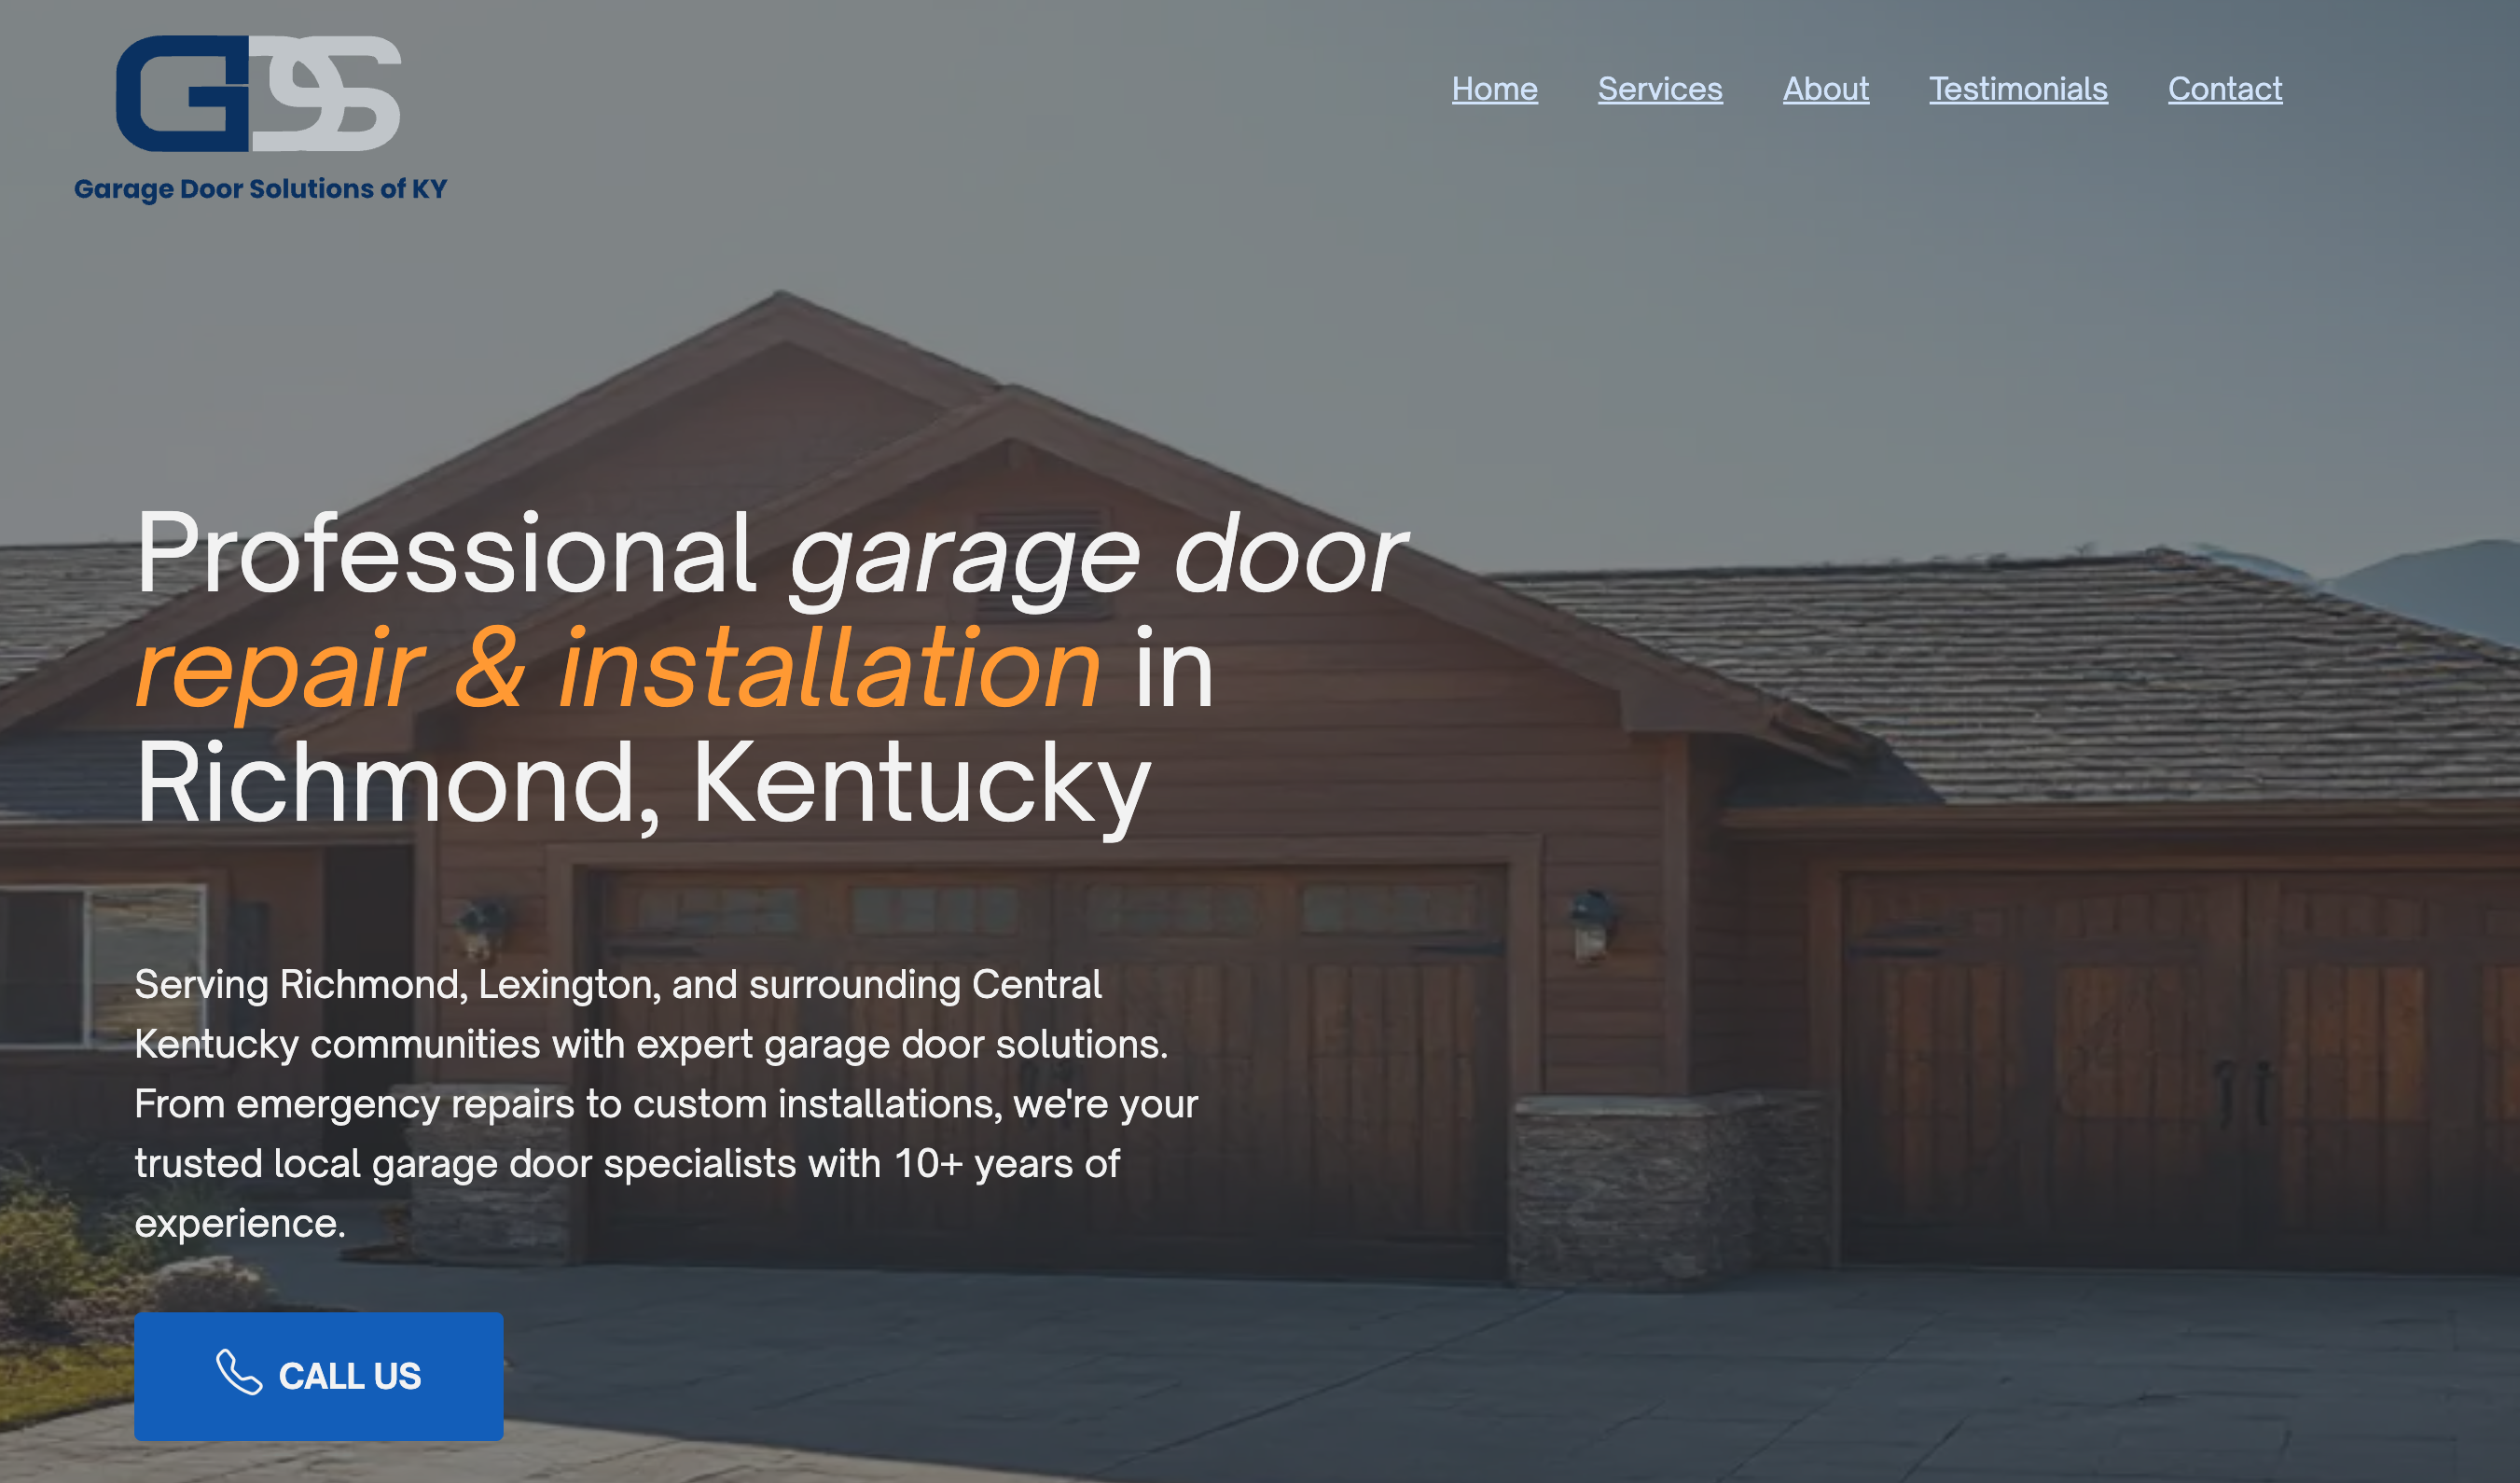 GDS
Garage Door Solutions of KY
Home Services About Testimonials Contact
Professional garage door
repair & installation in
Richmond, Kentucky
Serving Richmond, Lexington, and surrounding Central
Kentucky communities with expert garage door solutions.
From emergency repairs to custom installations, we're your
trusted local garage door specialists with 10+ years of
experience.
CALL US